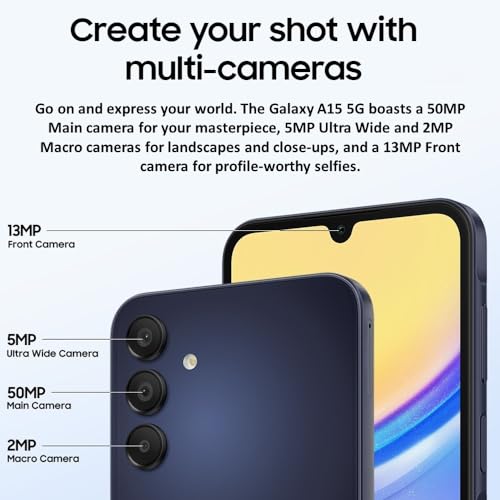 Create your shot with
multi-cameras
Go on and express your world. The Galaxy A15 5G boasts a 50MP
Main camera for your masterpiece, 5MP Ultra Wide and 2MP
Macro cameras for landscapes and close-ups, and a 13MP Front
camera for profile-worthy selfies.
13MP
Front Camera
5MP
Ultra Wide Camera
50MP
Main Camera
2MP
Macro Camera